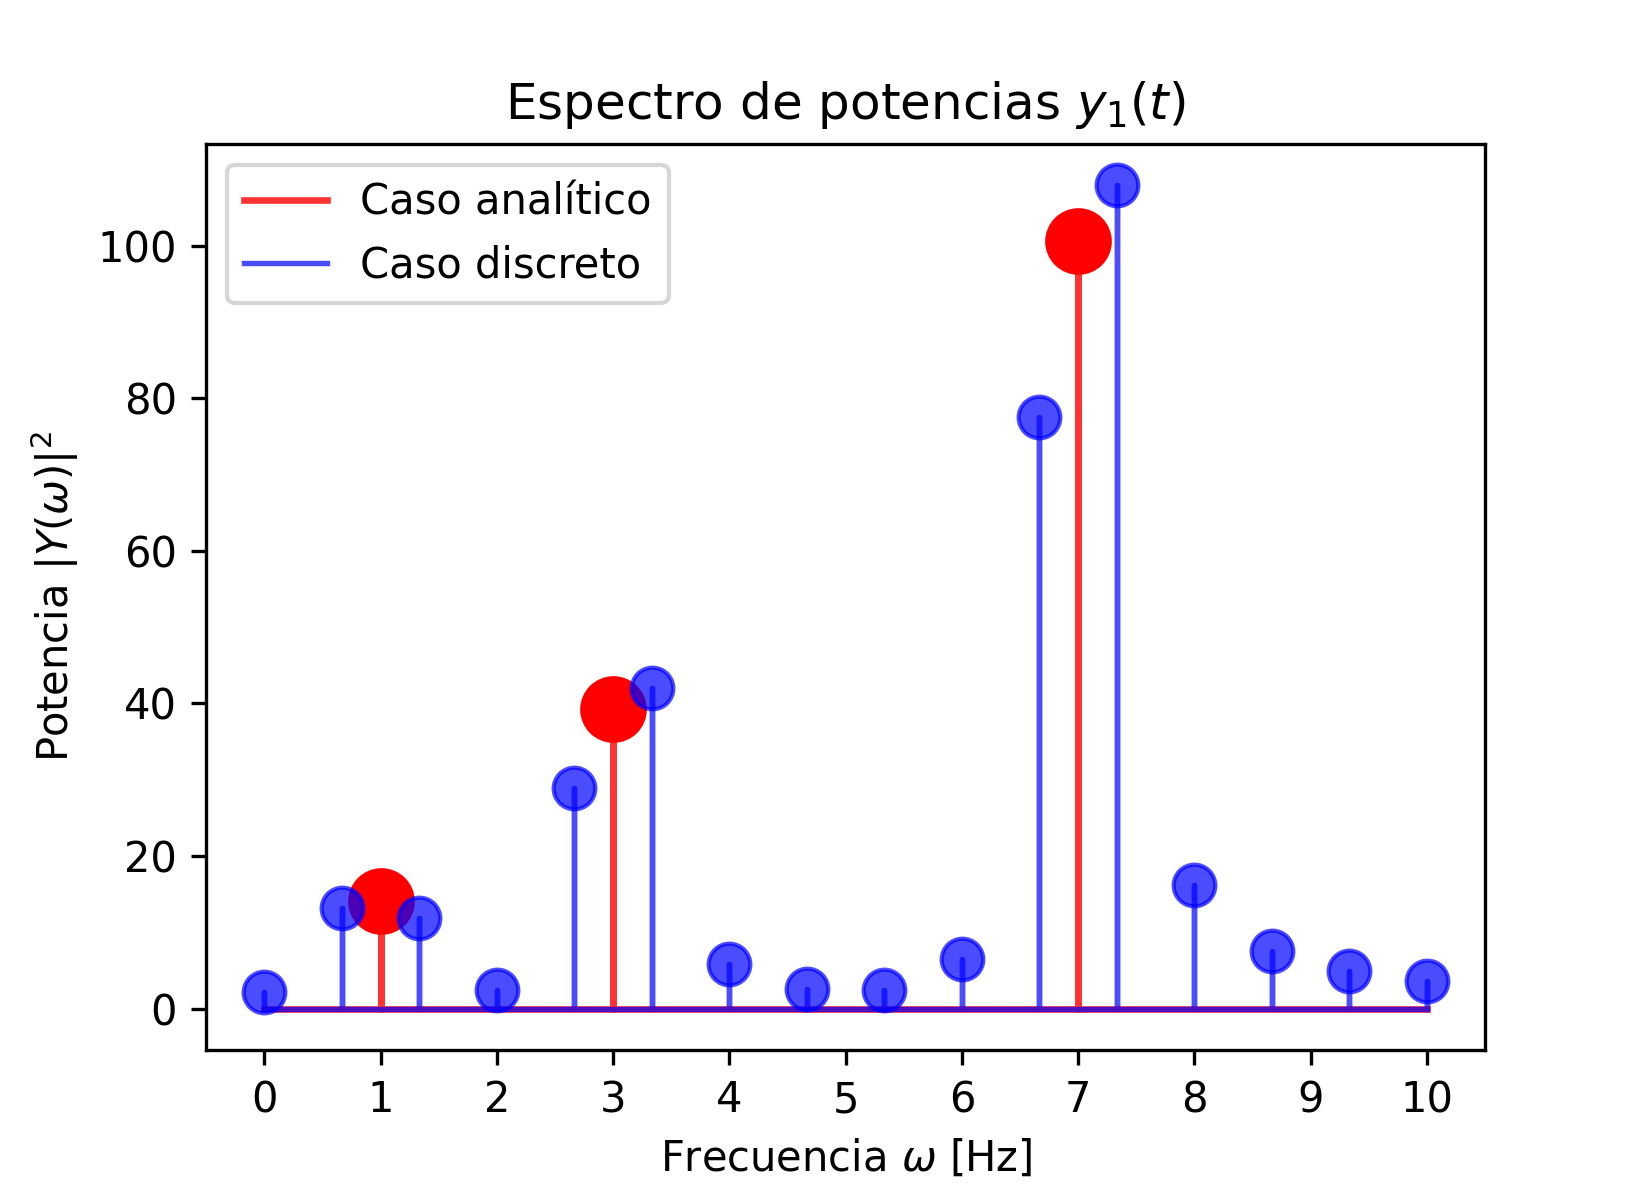 Espectro de potencias y₁(t)
Caso analítico
Caso discreto
Potencia |Y(ω)|²
100
80
60
40
20
0
0 1 2 3 4 5 6 7 8 9 10
Frecuencia ω [Hz]